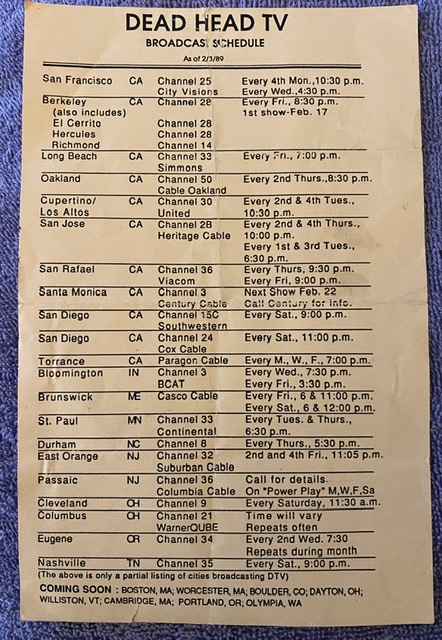 DEAD HEAD TV
BROADCAST SCHEDULE
As of 2/3/89
San Francisco CA Channel 25 Every 4th Mon.,10:30 p.m.
City Visions Every Wed.,4:30 p.m.
Berkeley CA Channel 28 Every Fri., 8:30 p.m.
(also includes) 1st show-Feb. 17
El Cerrito Channel 28
Hercules Channel 28
Richmond Channel 14
Long Beach CA Channel 33 Every Fri., 7:00 p.m.
Simmons
Oakland CA Channel 50 Every 2nd Thurs.,8:30 p.m.
Cable Oakland
Cupertino/ CA Channel 30 Every 2nd & 4th Tues.,
Los Altos United 10:30 p.m.
San Jose CA Channel 2B Every 2nd & 4th Thurs.,
Heritage Cable 10:00 p.m.
Every 1st & 3rd Tues.,
6:30 p.m.
San Rafael CA Channel 36 Every Thurs, 9:30 p.m.
Viacom Every Fri, 9:00 p.m.
Santa Monica CA Channel 3 Next Show Feb. 22
Century Cable Call Century for info.
San Diego CA Channel 15C Every Sat., 9:00 p.m.
Southwestern
San Diego CA Channel 24 Every Sat., 11:00 p.m.
Cox Cable
Torrance CA Paragon Cable Every M., W., F., 7:00 p.m.
Bloomington IN Channel 3 Every Wed., 7:30 p.m.
BCAT Every Fri., 3:30 p.m.
Brunswick ME Casco Cable Every Fri., 6 & 11:00 p.m.
Every Sat., 6 & 12:00 p.m.
St. Paul MN Channel 33 Every Tues. & Thurs.,
Continental 6:30 p.m.
Durham NC Channel 8 Every Thurs., 5:30 p.m.
East Orange NJ Channel 32 2nd and 4th Fri., 11:05 p.m.
Suburban Cable
Passaic NJ Channel 36 Call for details.
Columbia Cable On "Power Play" M,W,F,Sa
Cleveland OH Channel 9 Every Saturday, 11:30 a.m.
Columbus OH Channel 21 Time will vary
WarnerQUBE Repeats often
Eugene OR Channel 34 Every 2nd Wed. 7:30
Repeats during month
Nashville TN Channel 35 Every Sat., 9:00 p.m.
(The above is only a partial listing of cities broadcasting DTV)
COMING SOON : BOSTON, MA; WORCESTER, MA; BOULDER, CO; DAYTON, OH;
WILLISTON, VT; CAMBRIDGE, MA; PORTLAND, OR; OLYMPIA, WA